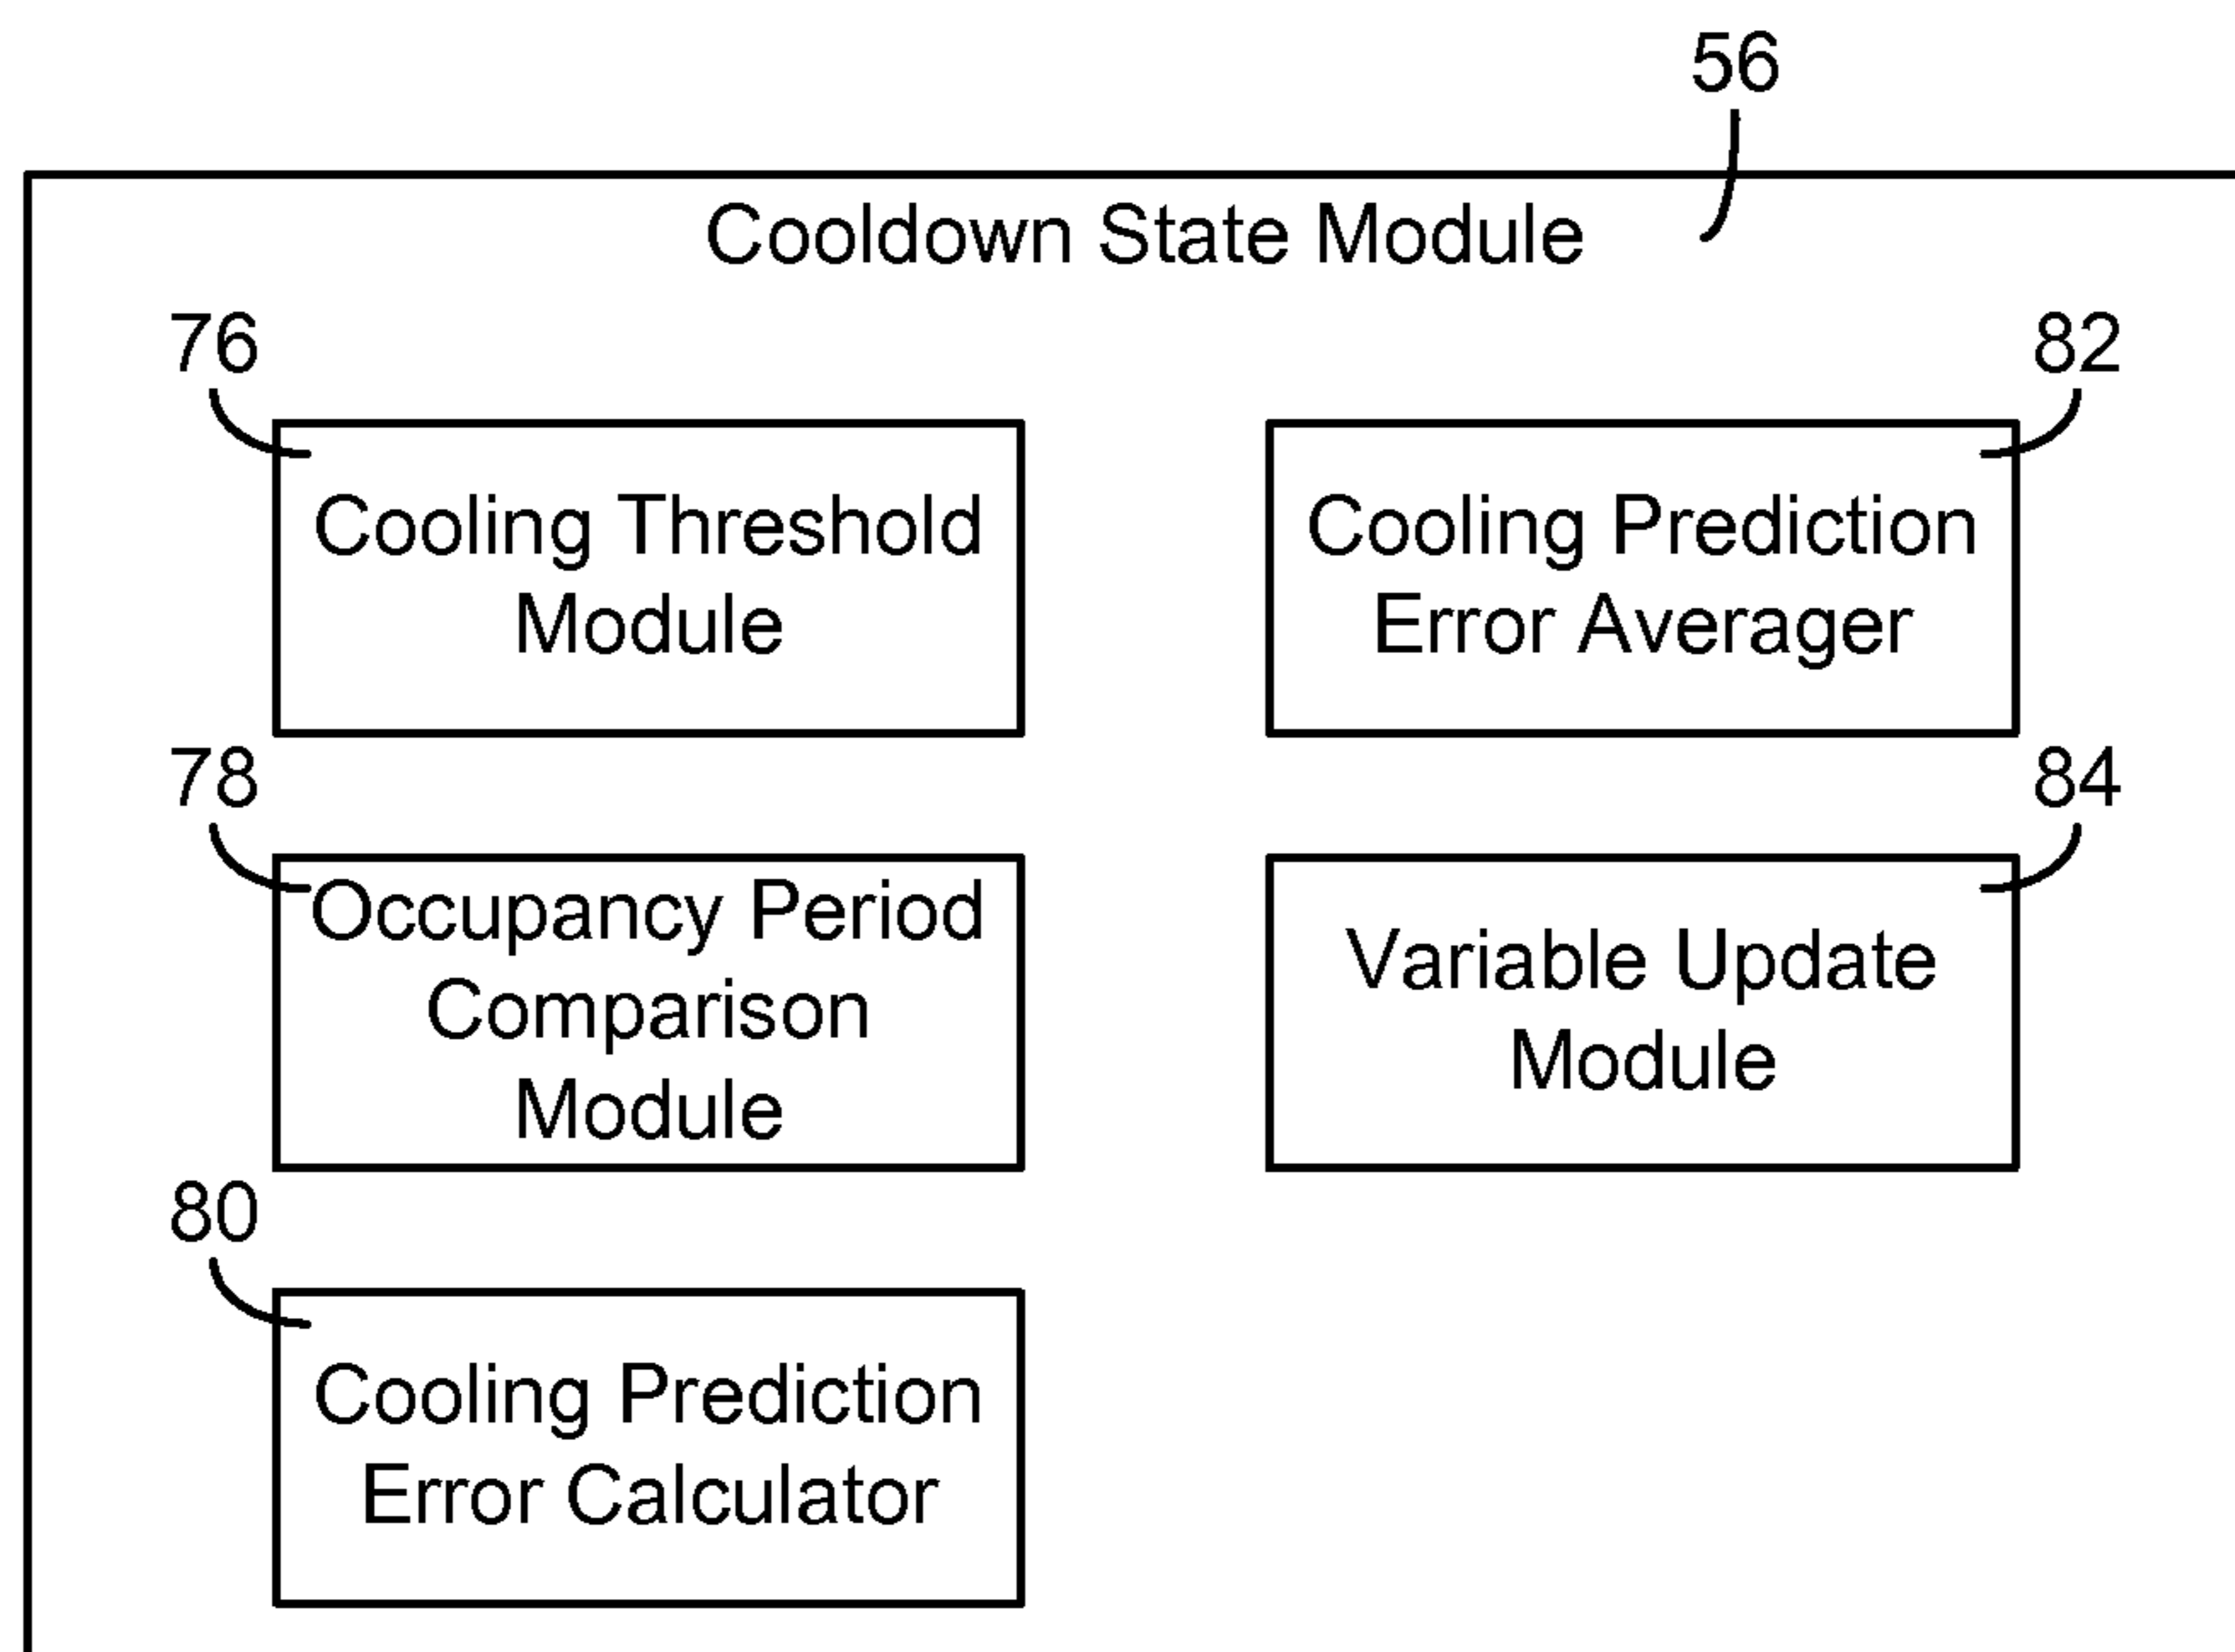 56
Cooldown State Module
76
Cooling Threshold
Module
82
Cooling Prediction
Error Averager
78
Occupancy Period
Comparison
Module
84
Variable Update
Module
80
Cooling Prediction
Error Calculator